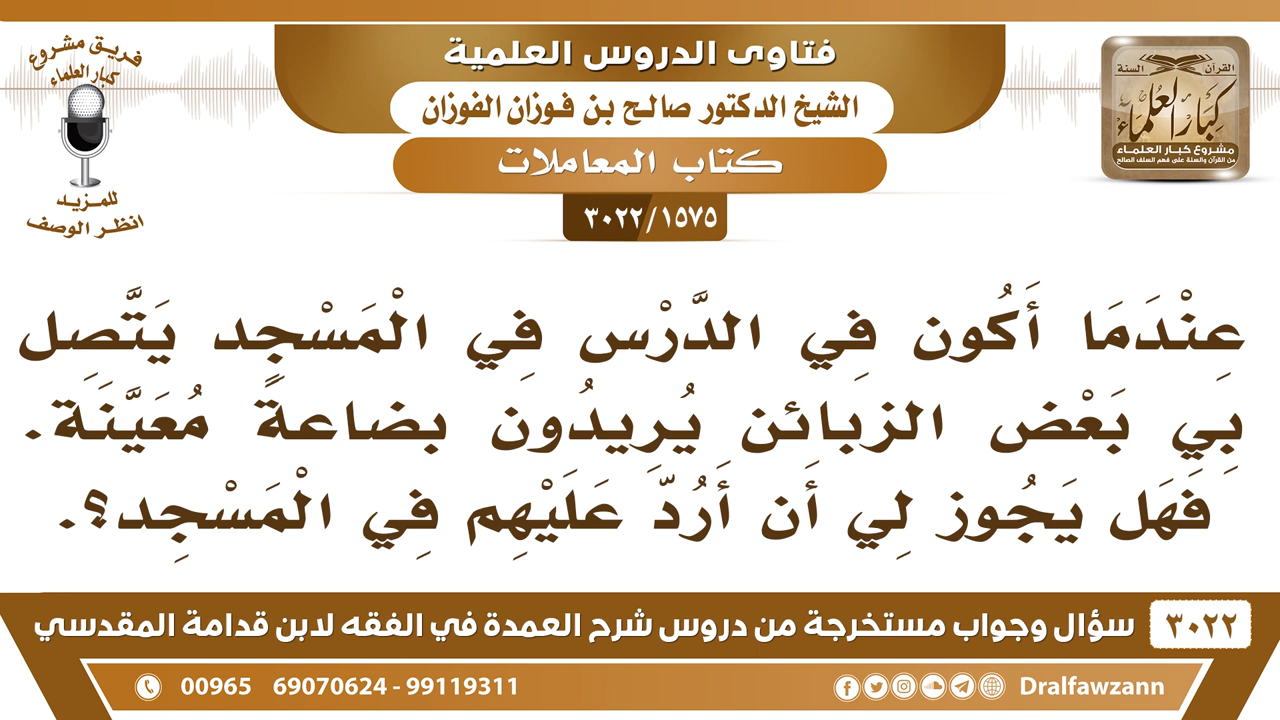 فتاوى الدروس العلمية
الشيخ الدكتور صالح بن فوزان الفوزان
كتاب المعاملات
٣٠٢٢/١٥٧٥
فريق مشروع
كبار العلماء
للمزيد
انظر الوصف
القرآن السنة
كبار العلماء
مشروع كبار العلماء
من القرآن والسنة على فهم السلف الصالح
عِنْدَمَا أَكُون فِي الدَّرْس فِي الْمَسْجِد يَتَّصِل
بِي بَعْض الزبائن يُرِيدُون بضاعة مُعَيَّنَة.
فَهَل يَجُوز لِي أَن أَرُدّ عَلَيْهِم فِي الْمَسْجِد؟.
سؤال وجواب مستخرجة من دروس شرح العمدة في الفقه لابن قدامة المقدسي
٣٠٢٢
00965 69070624 - 99119311
Dralfawzann